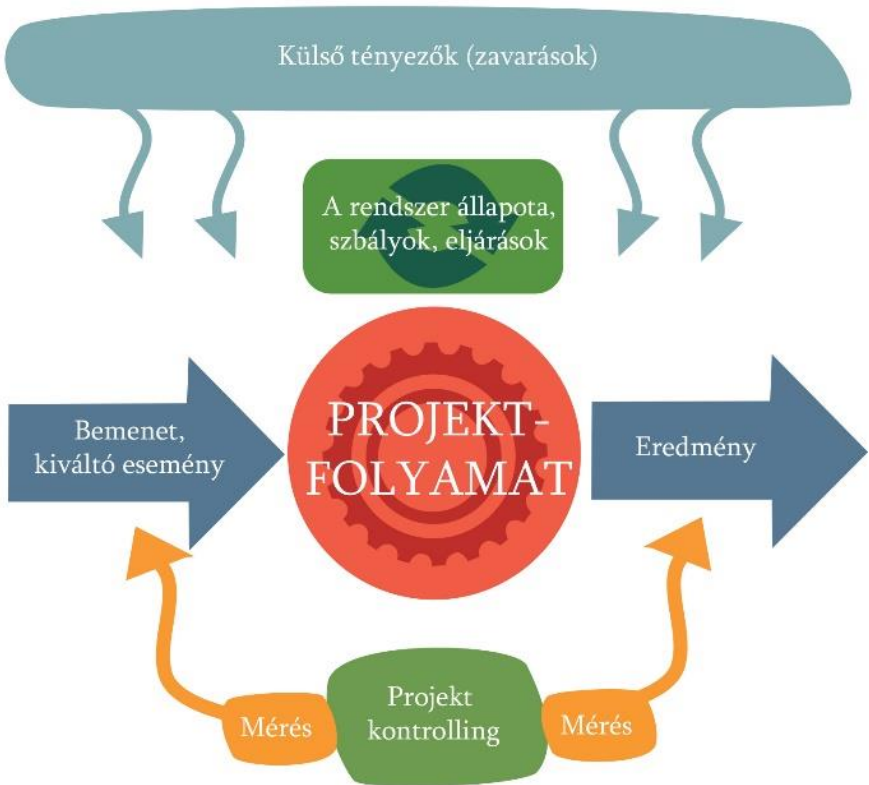 Külső tényezők (zavarások)
A rendszer állapota,
szbályok, eljárások
Bemenet,
kiváltó esemény
PROJEKT-
FOLYAMAT
Eredmény
Mérés
Projekt
kontrolling
Mérés